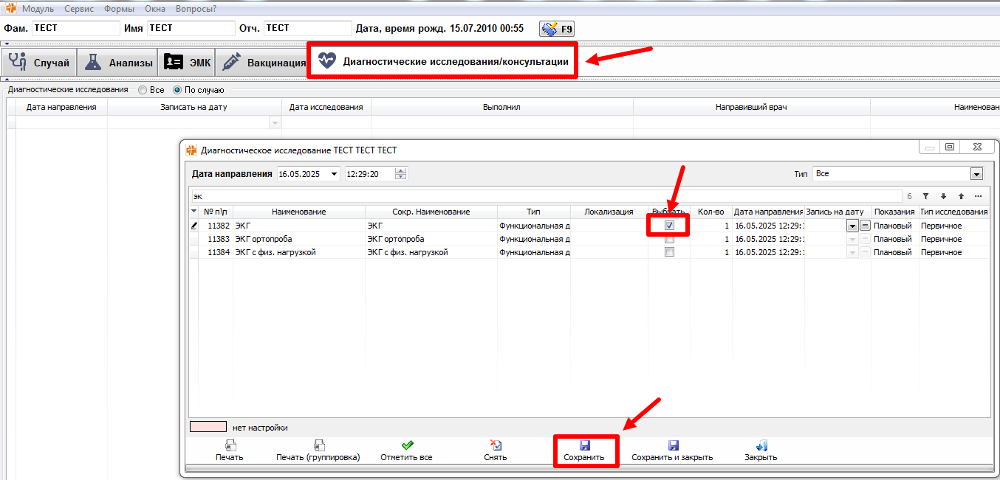 Модуль Сервис Формы Окна Вопросы?
Фам. ТЕСТ Имя ТЕСТ Отч. ТЕСТ Дата, время рожд. 15.07.2010 00:55 F9
Случай Анализы ЭМК Вакцинация Диагностические исследования/консультации
Диагностические исследования Все По случаю
Дата направления Записать на дату Дата исследования Выполнил Направивший врач Наименован
Диагностическое исследование ТЕСТ ТЕСТ ТЕСТ
Дата направления 16.05.2025 12:29:20 Тип Все
эк 6
№ п\п Наименование Сокр. Наименование Тип Локализация Выбрать Кол-во Дата направления Запись на дату Показания Тип исследования
11382 ЭКГ ЭКГ Функциональная д 1 16.05.2025 12:29:1 Плановый Первичное
11383 ЭКГ ортопроба ЭКГ ортопроба Функциональная д 1 16.05.2025 12:29:1 Плановый Первичное
11384 ЭКГ с физ. нагрузкой ЭКГ с физ. нагрузкой Функциональная д 1 16.05.2025 12:29:1 Плановый Первичное
нет настройки
Печать Печать (группировка) Отметить все Снять Сохранить Сохранить и закрыть Закрыть